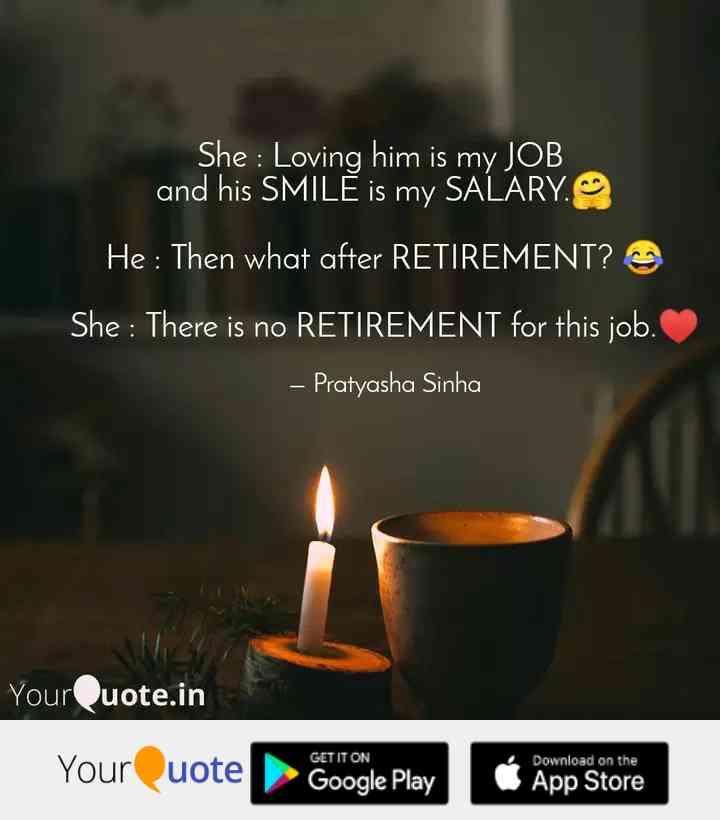 She : Loving him is my JOB
and his SMILE is my SALARY.🤗
He : Then what after RETIREMENT? 😂
She : There is no RETIREMENT for this job.❤️
– Pratyasha Sinha
YourQuote.in
YourQuote
GET IT ON
Google Play
Download on the
App Store